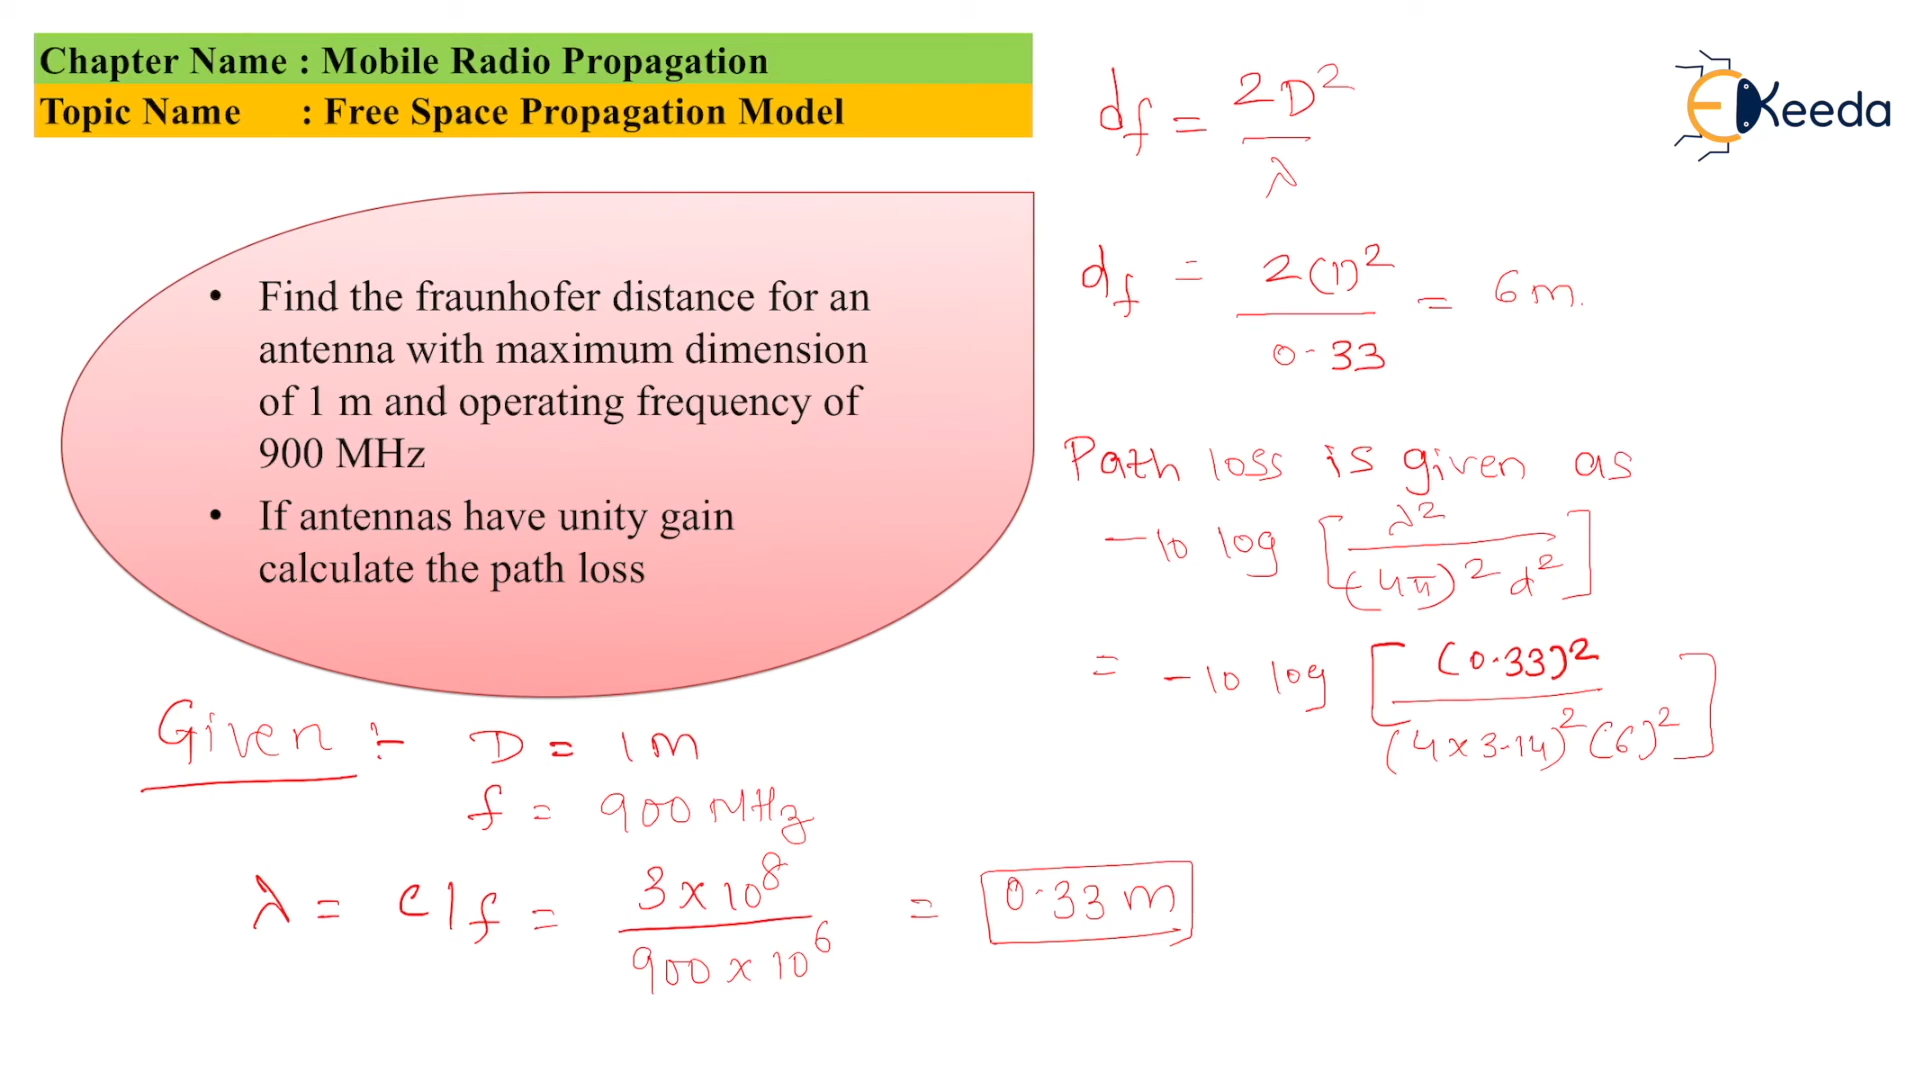 Chapter Name : Mobile Radio Propagation
Topic Name : Free Space Propagation Model
EKeeda
• Find the fraunhofer distance for an
antenna with maximum dimension
of 1 m and operating frequency of
900 MHz
• If antennas have unity gain
calculate the path loss
Given :- D = 1m
f = 900 MHz
λ = c/f = 3 x 10^8 / 900 x 10^6 = 0.33 m
df = 2D^2 / λ
df = 2(1)^2 / 0.33 = 6m.
Path loss is given as
-10 log [λ^2 / (4π)^2 d^2]
= -10 log [(0.33)^2 / (4 x 3.14)^2 (6)^2]